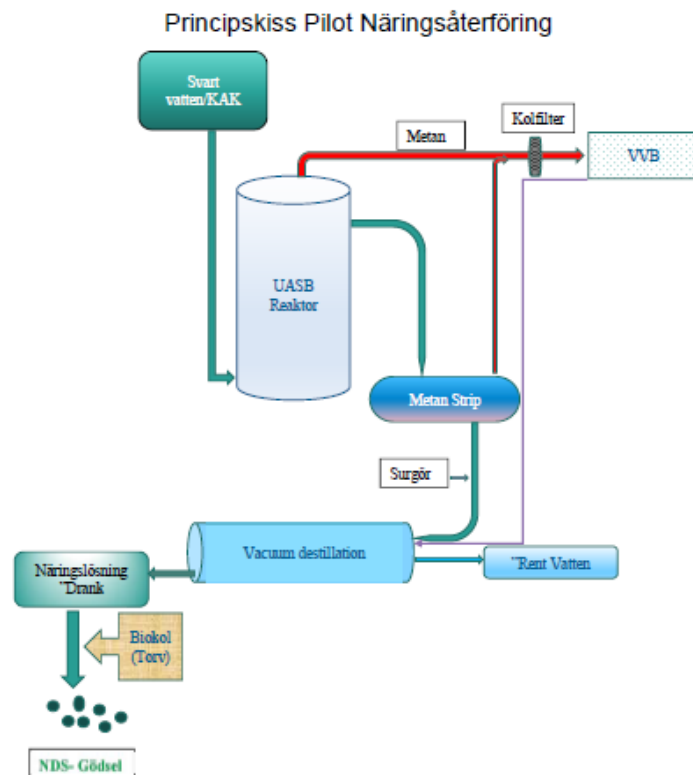 Principskiss Pilot Näringsåterföring
Svart
vatten/KAK
Metan
Kolfilter
VVB
UASB
Reaktor
Metan Strip
Surgör
Vacuum destillation
"Rent Vatten
Näringslösning
"Drank
Biokol
(Torv)
NDS- Gödsel